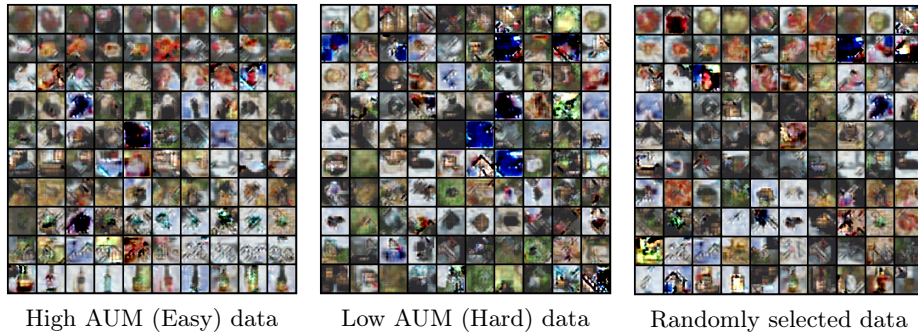 High AUM (Easy) data
Low AUM (Hard) data
Randomly selected data